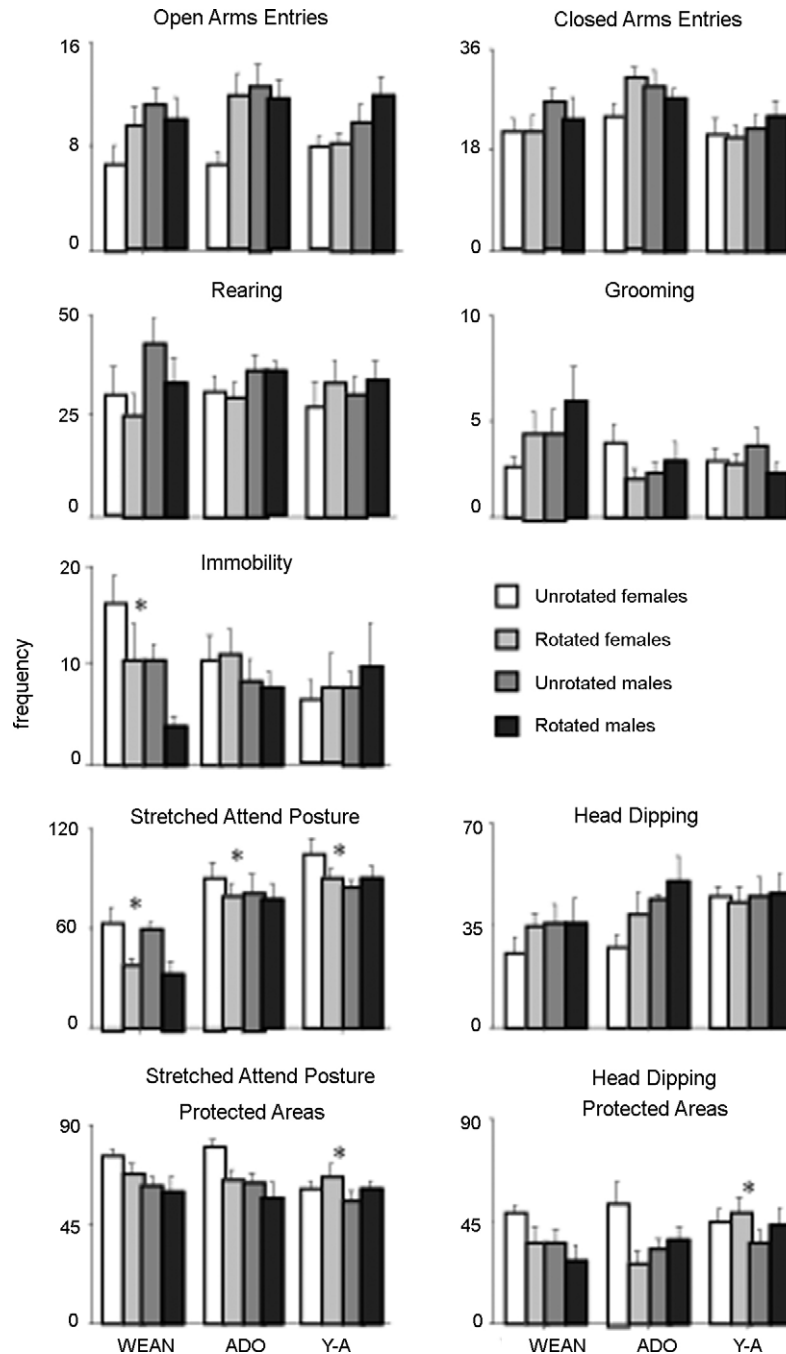 Open Arms Entries
16
8
0
Closed Arms Entries
36
18
0
Rearing
50
25
0
Grooming
10
5
0
Immobility
20
10
0
frequency
*
Unrotated females
Rotated females
Unrotated males
Rotated males
Stretched Attend Posture
120
60
0
*
*
*
Head Dipping
70
35
0
Stretched Attend Posture
Protected Areas
90
45
0
*
WEAN
ADO
Y-A
Head Dipping
Protected Areas
90
45
0
*
WEAN
ADO
Y-A